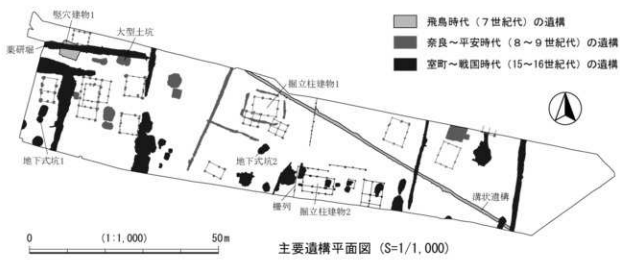 竪穴建物1
大型土坑
薬研堀
飛鳥時代(7世紀代)の遺構
奈良~平安時代(8~9世紀代)の遺構
室町~戦国時代(15~16世紀代)の遺構
掘立柱建物1
地下式坑1
地下式坑2
柵列
掘立柱建物2
溝状遺構
0 (1:1,000) 50m
主要遺構平面図 (S=1/1,000)